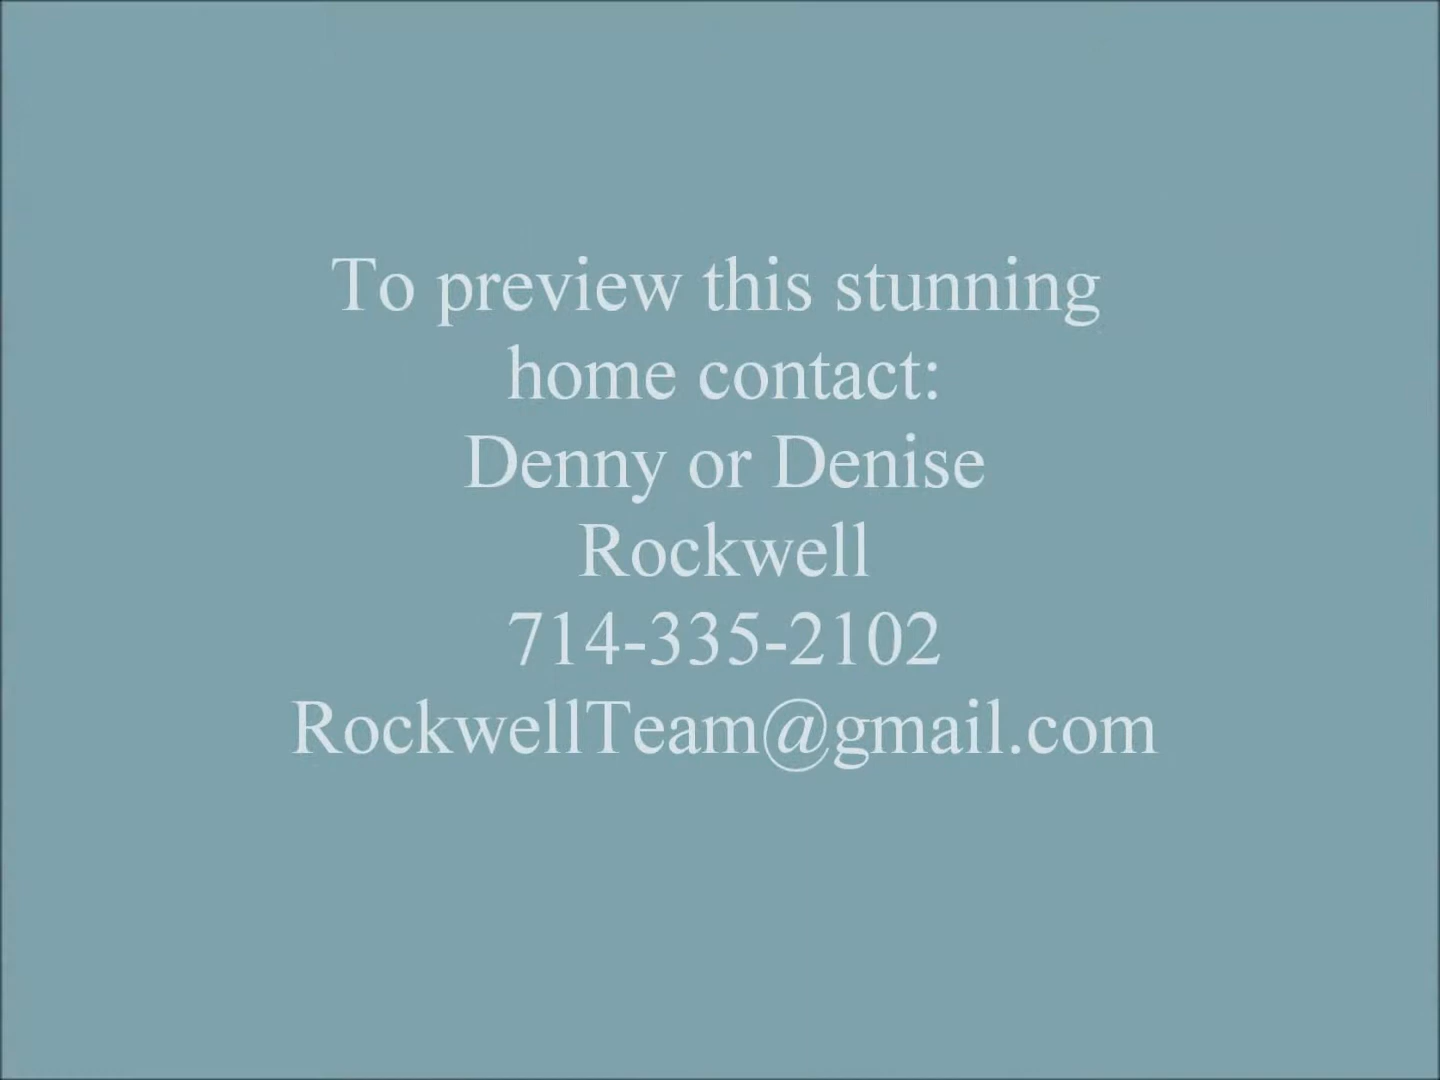 To preview this stunning
home contact:
Denny or Denise
Rockwell
714-335-2102
RockwellTeam@gmail.com